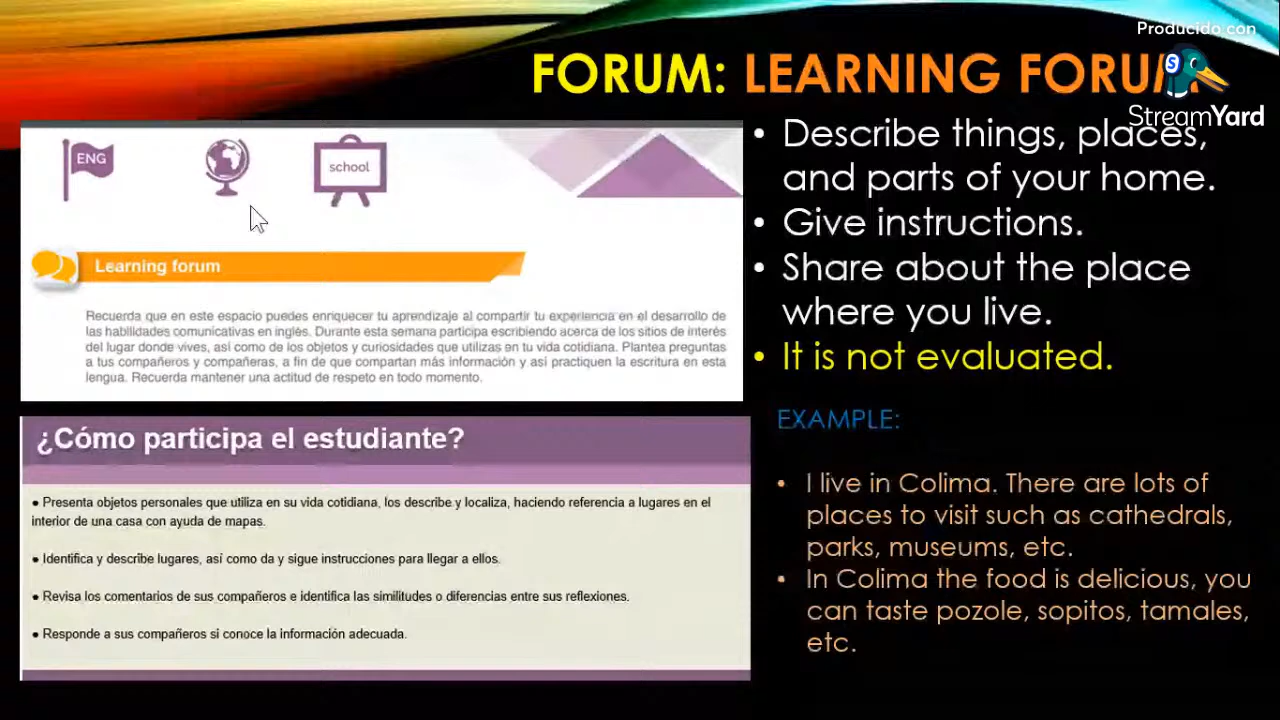 Producido con
StreamYard
FORUM: LEARNING FORUM
ENG
school
Learning forum
Recuerda que en este espacio puedes enriquecer tu aprendizaje al compartir tu experiencia en el desarrollo de
las habilidades comunicativas en inglés. Durante esta semana participa escribiendo acerca de los sitios de interés
del lugar donde vives, así como de los objetos y curiosidades que utilizas en tu vida cotidiana. Plantea preguntas
a tus compañeros y compañeras, a fin de que compartan más información y así practiquen la escritura en esta
lengua. Recuerda mantener una actitud de respeto en todo momento.
¿Cómo participa el estudiante?
● Presenta objetos personales que utiliza en su vida cotidiana, los describe y localiza, haciendo referencia a lugares en el
interior de una casa con ayuda de mapas.
● Identifica y describe lugares, así como da y sigue instrucciones para llegar a ellos.
● Revisa los comentarios de sus compañeros e identifica las similitudes o diferencias entre sus reflexiones.
● Responde a sus compañeros si conoce la información adecuada.
• Describe things, places,
and parts of your home.
• Give instructions.
• Share about the place
where you live.
• It is not evaluated.
EXAMPLE:
• I live in Colima. There are lots of
places to visit such as cathedrals,
parks, museums, etc.
• In Colima the food is delicious, you
can taste pozole, sopitos, tamales,
etc.